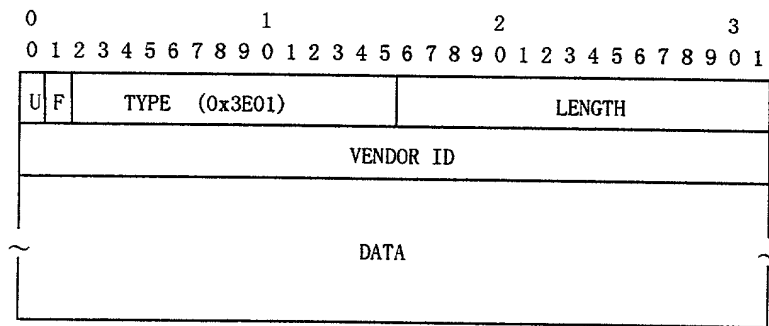 0 1 2 3
0 1 2 3 4 5 6 7 8 9 0 1 2 3 4 5 6 7 8 9 0 1 2 3 4 5 6 7 8 9 0 1
U F TYPE (0x3E01) LENGTH
VENDOR ID
~ DATA ~